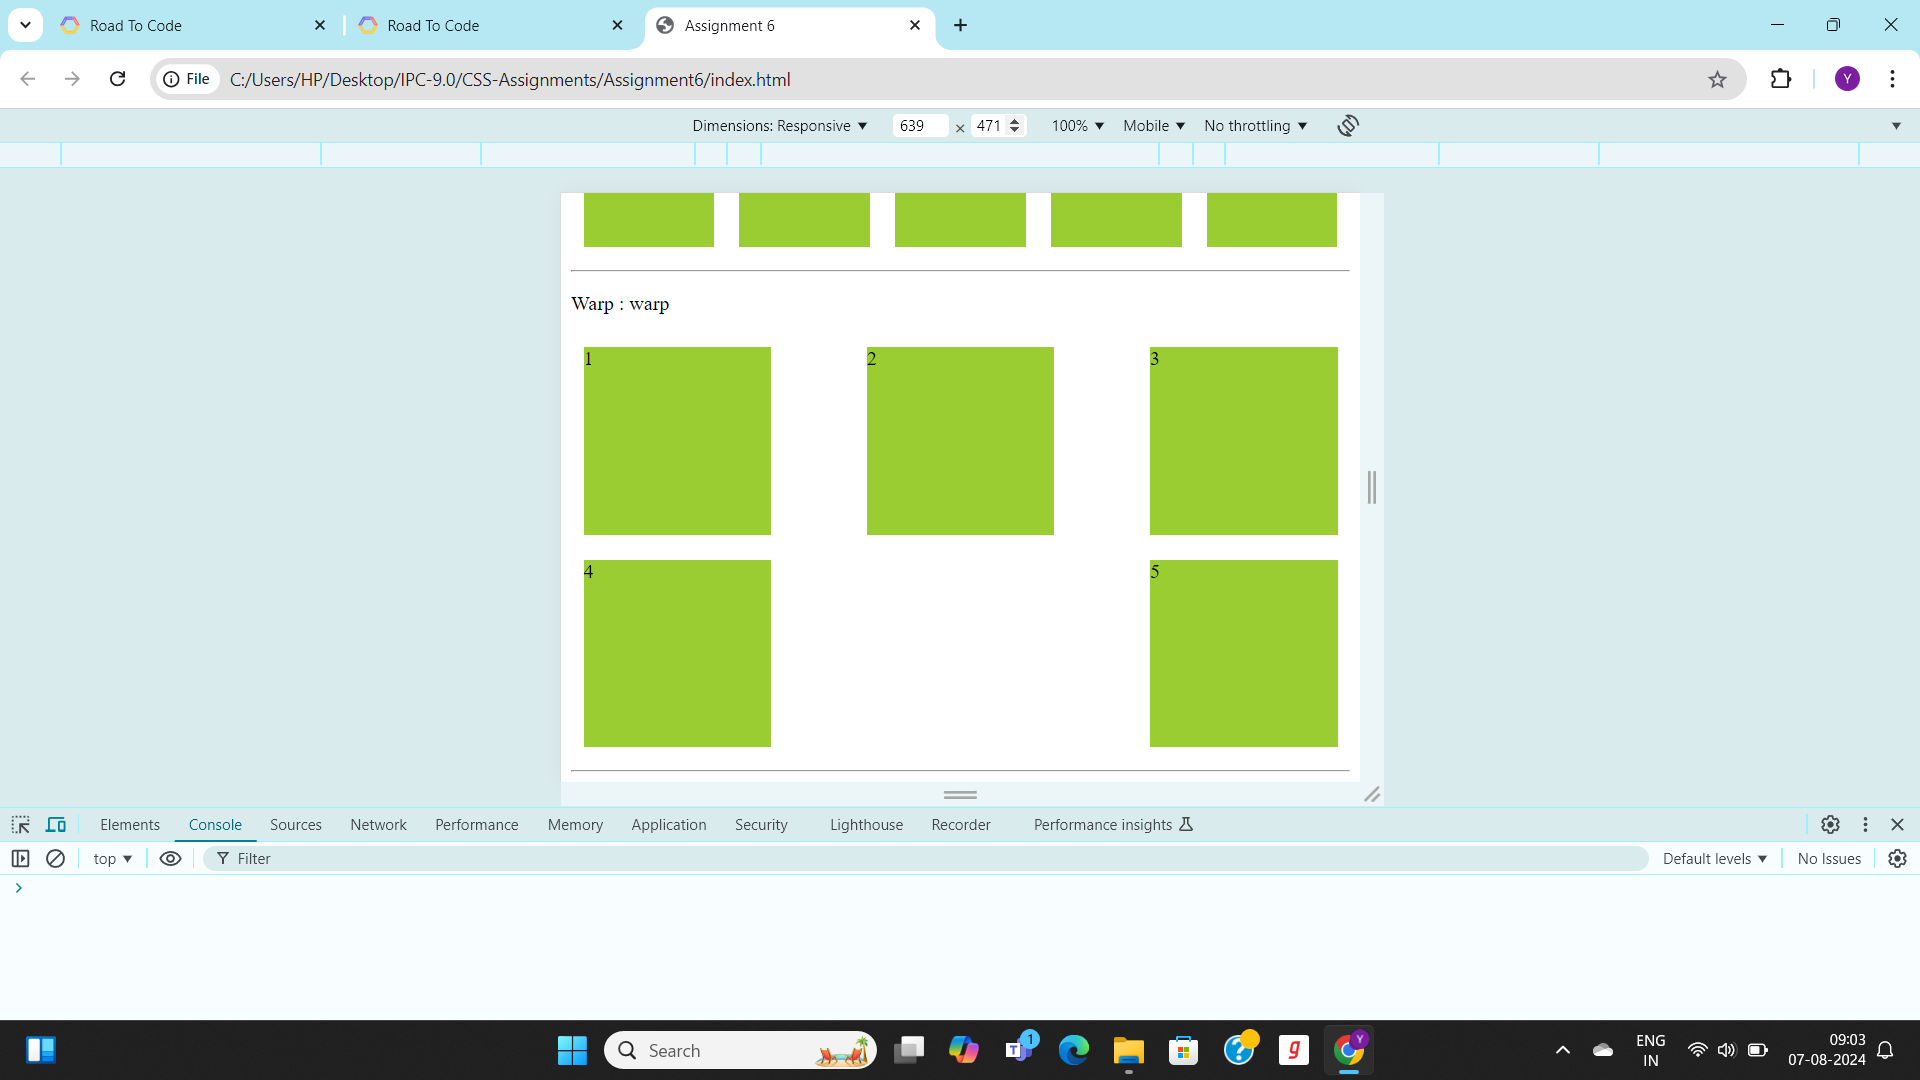 Road To Code
Road To Code
Assignment 6
File
C:/Users/HP/Desktop/IPC-9.0/CSS-Assignments/Assignment6/index.html
Y
Dimensions: Responsive
639 × 471
100%
Mobile
No throttling
Warp : warp
1
2
3
4
5
Elements
Console
Sources
Network
Performance
Memory
Application
Security
Lighthouse
Recorder
Performance insights
top
Filter
Default levels
No Issues
Search
T
1
?
g
Y
ENG
IN
09:03
07-08-2024